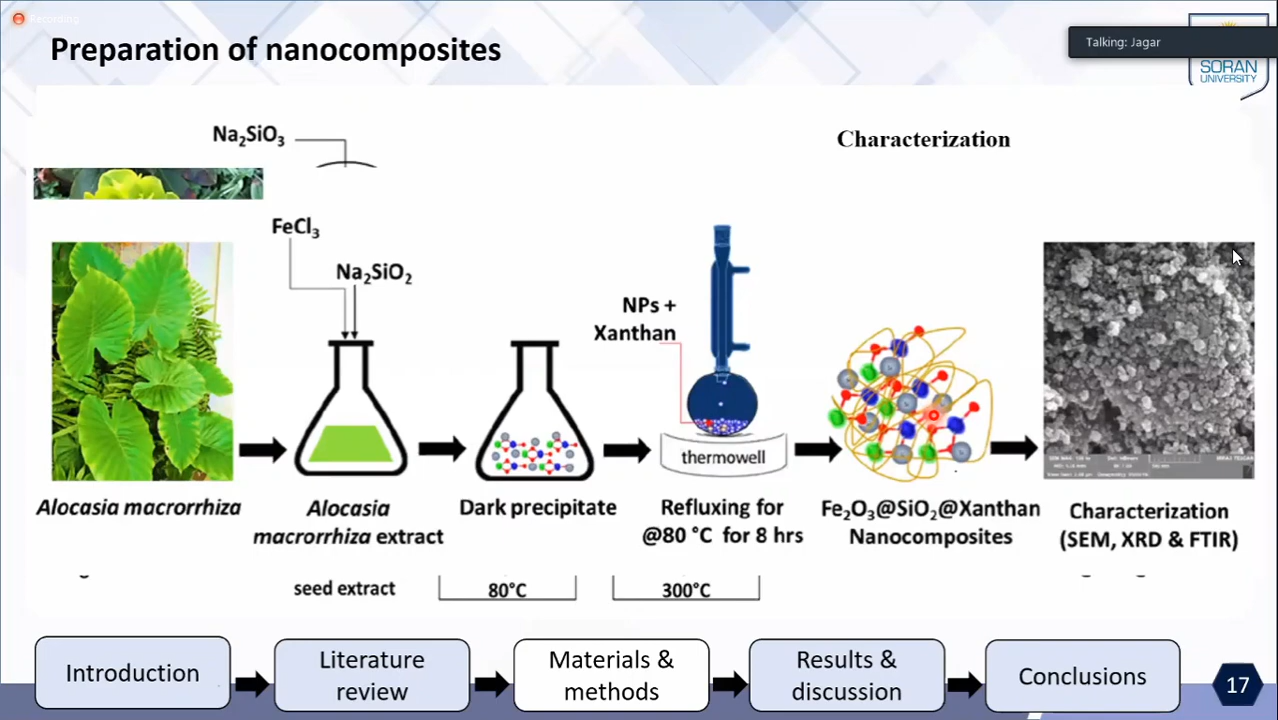 Recording
Preparation of nanocomposites
Talking: Jagar
SORAN
UNIVERSITY
Na₂SiO₃
Characterization
FeCl₃
Na₂SiO₂
NPs +
Xanthan
thermowell
Alocasia macrorrhiza
Alocasia
macrorrhiza extract
Dark precipitate
Refluxing for
@80 °C for 8 hrs
Fe₂O₃@SiO₂@Xanthan
Nanocomposites
Characterization
(SEM, XRD & FTIR)
seed extract
80°C
300°C
Introduction
Literature
review
Materials &
methods
Results &
discussion
Conclusions
17